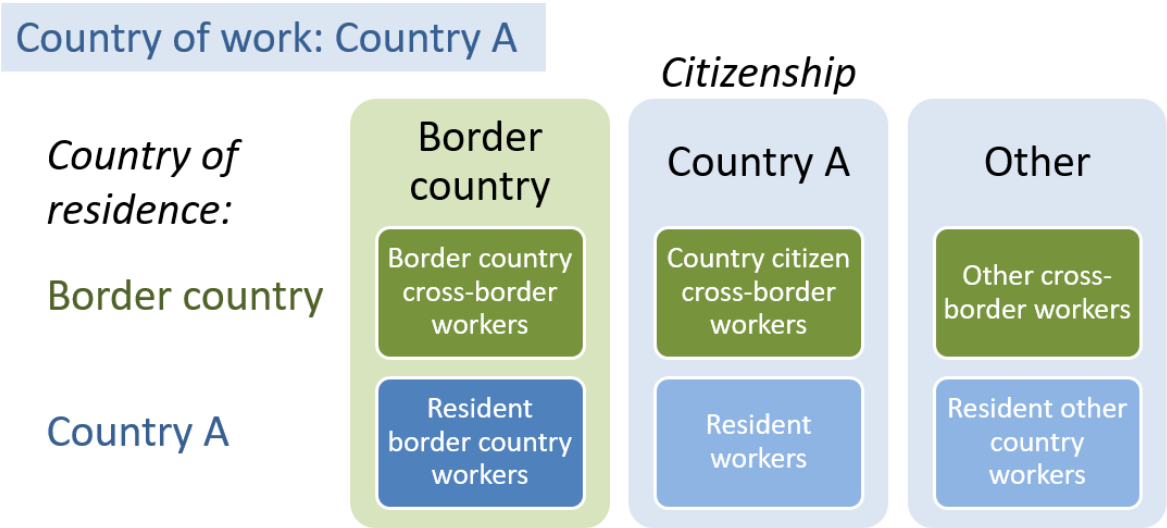 Country of work: Country A
Citizenship
Country of
residence:
Border
country
Country A
Other
Border country
Border country
cross-border
workers
Country citizen
cross-border
workers
Other cross-
border workers
Country A
Resident
border country
workers
Resident
workers
Resident other
country
workers